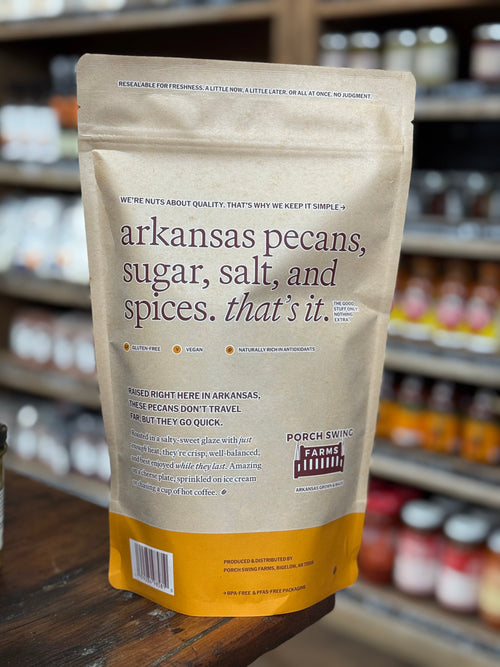 RESEALABLE FOR FRESHNESS. A LITTLE NOW, A LITTLE LATER, OR ALL AT ONCE. NO JUDGMENT.
WE'RE NUTS ABOUT QUALITY. THAT'S WHY WE KEEP IT SIMPLE →
arkansas pecans,
sugar, salt, and
spices. that's it.
THE GOOD
STUFF, ONLY
NOTHING
EXTRA.
GLUTEN-FREE VEGAN NATURALLY RICH IN ANTIOXIDANTS
RAISED RIGHT HERE IN ARKANSAS,
THESE PECANS DON'T TRAVEL
FAR, BUT THEY GO QUICK.
Roasted in a salty-sweet glaze with just
enough heat, they're crisp, well-balanced,
and best enjoyed while they last. Amazing
on a cheese plate, sprinkled on ice cream
or during a cup of hot coffee.
PORCH SWING
FARMS
ARKANSAS GROWN &
PRODUCED & DISTRIBUTED BY
PORCH SWING FARMS, BIGELOW, AR
→ BPA-FREE & PFAS-FREE PACKAGING